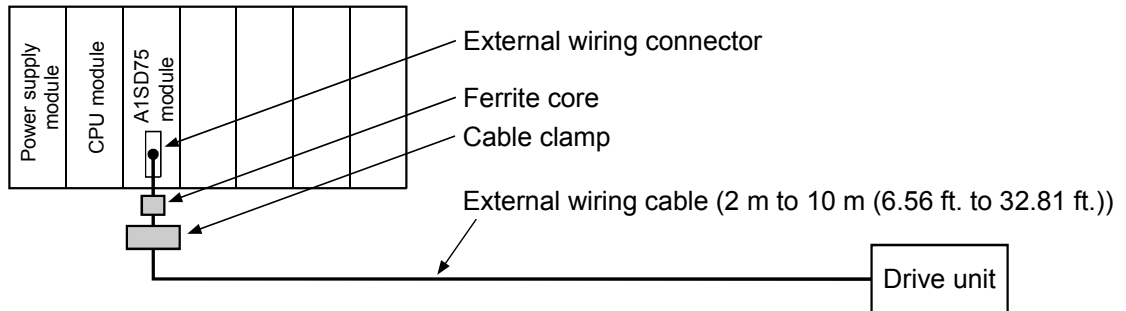 Power supply
module
CPU module
A1SD75
module
External wiring connector
Ferrite core
Cable clamp
External wiring cable (2 m to 10 m (6.56 ft. to 32.81 ft.))
Drive unit